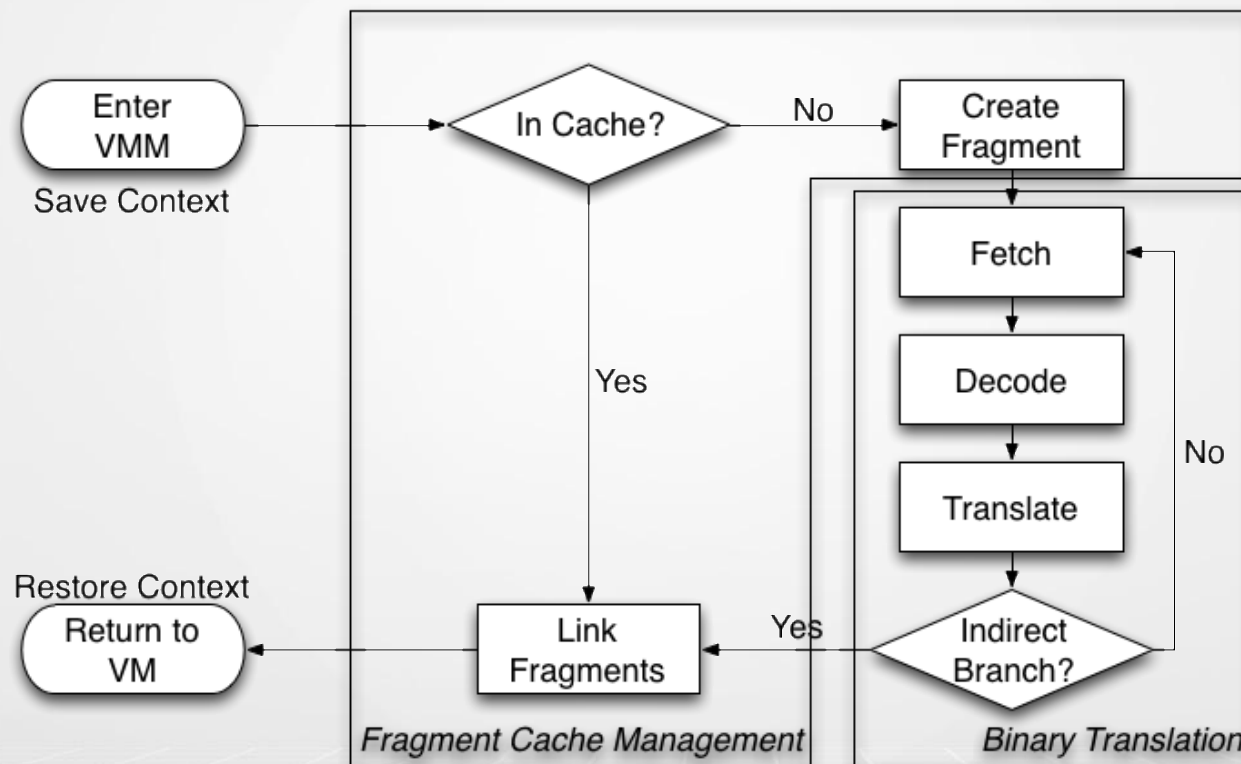 Enter
VMM
Save Context
In Cache?
No
Create
Fragment
Fetch
Decode
Yes
No
Translate
Restore Context
Return to
VM
Link
Fragments
Yes
Indirect
Branch?
Fragment Cache Management
Binary Translation